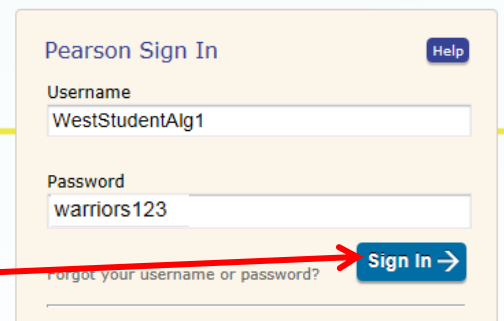 Pearson Sign In Help
Username
WestStudentAlg1
Password
warriors123
Sign In →
Forgot your username or password?